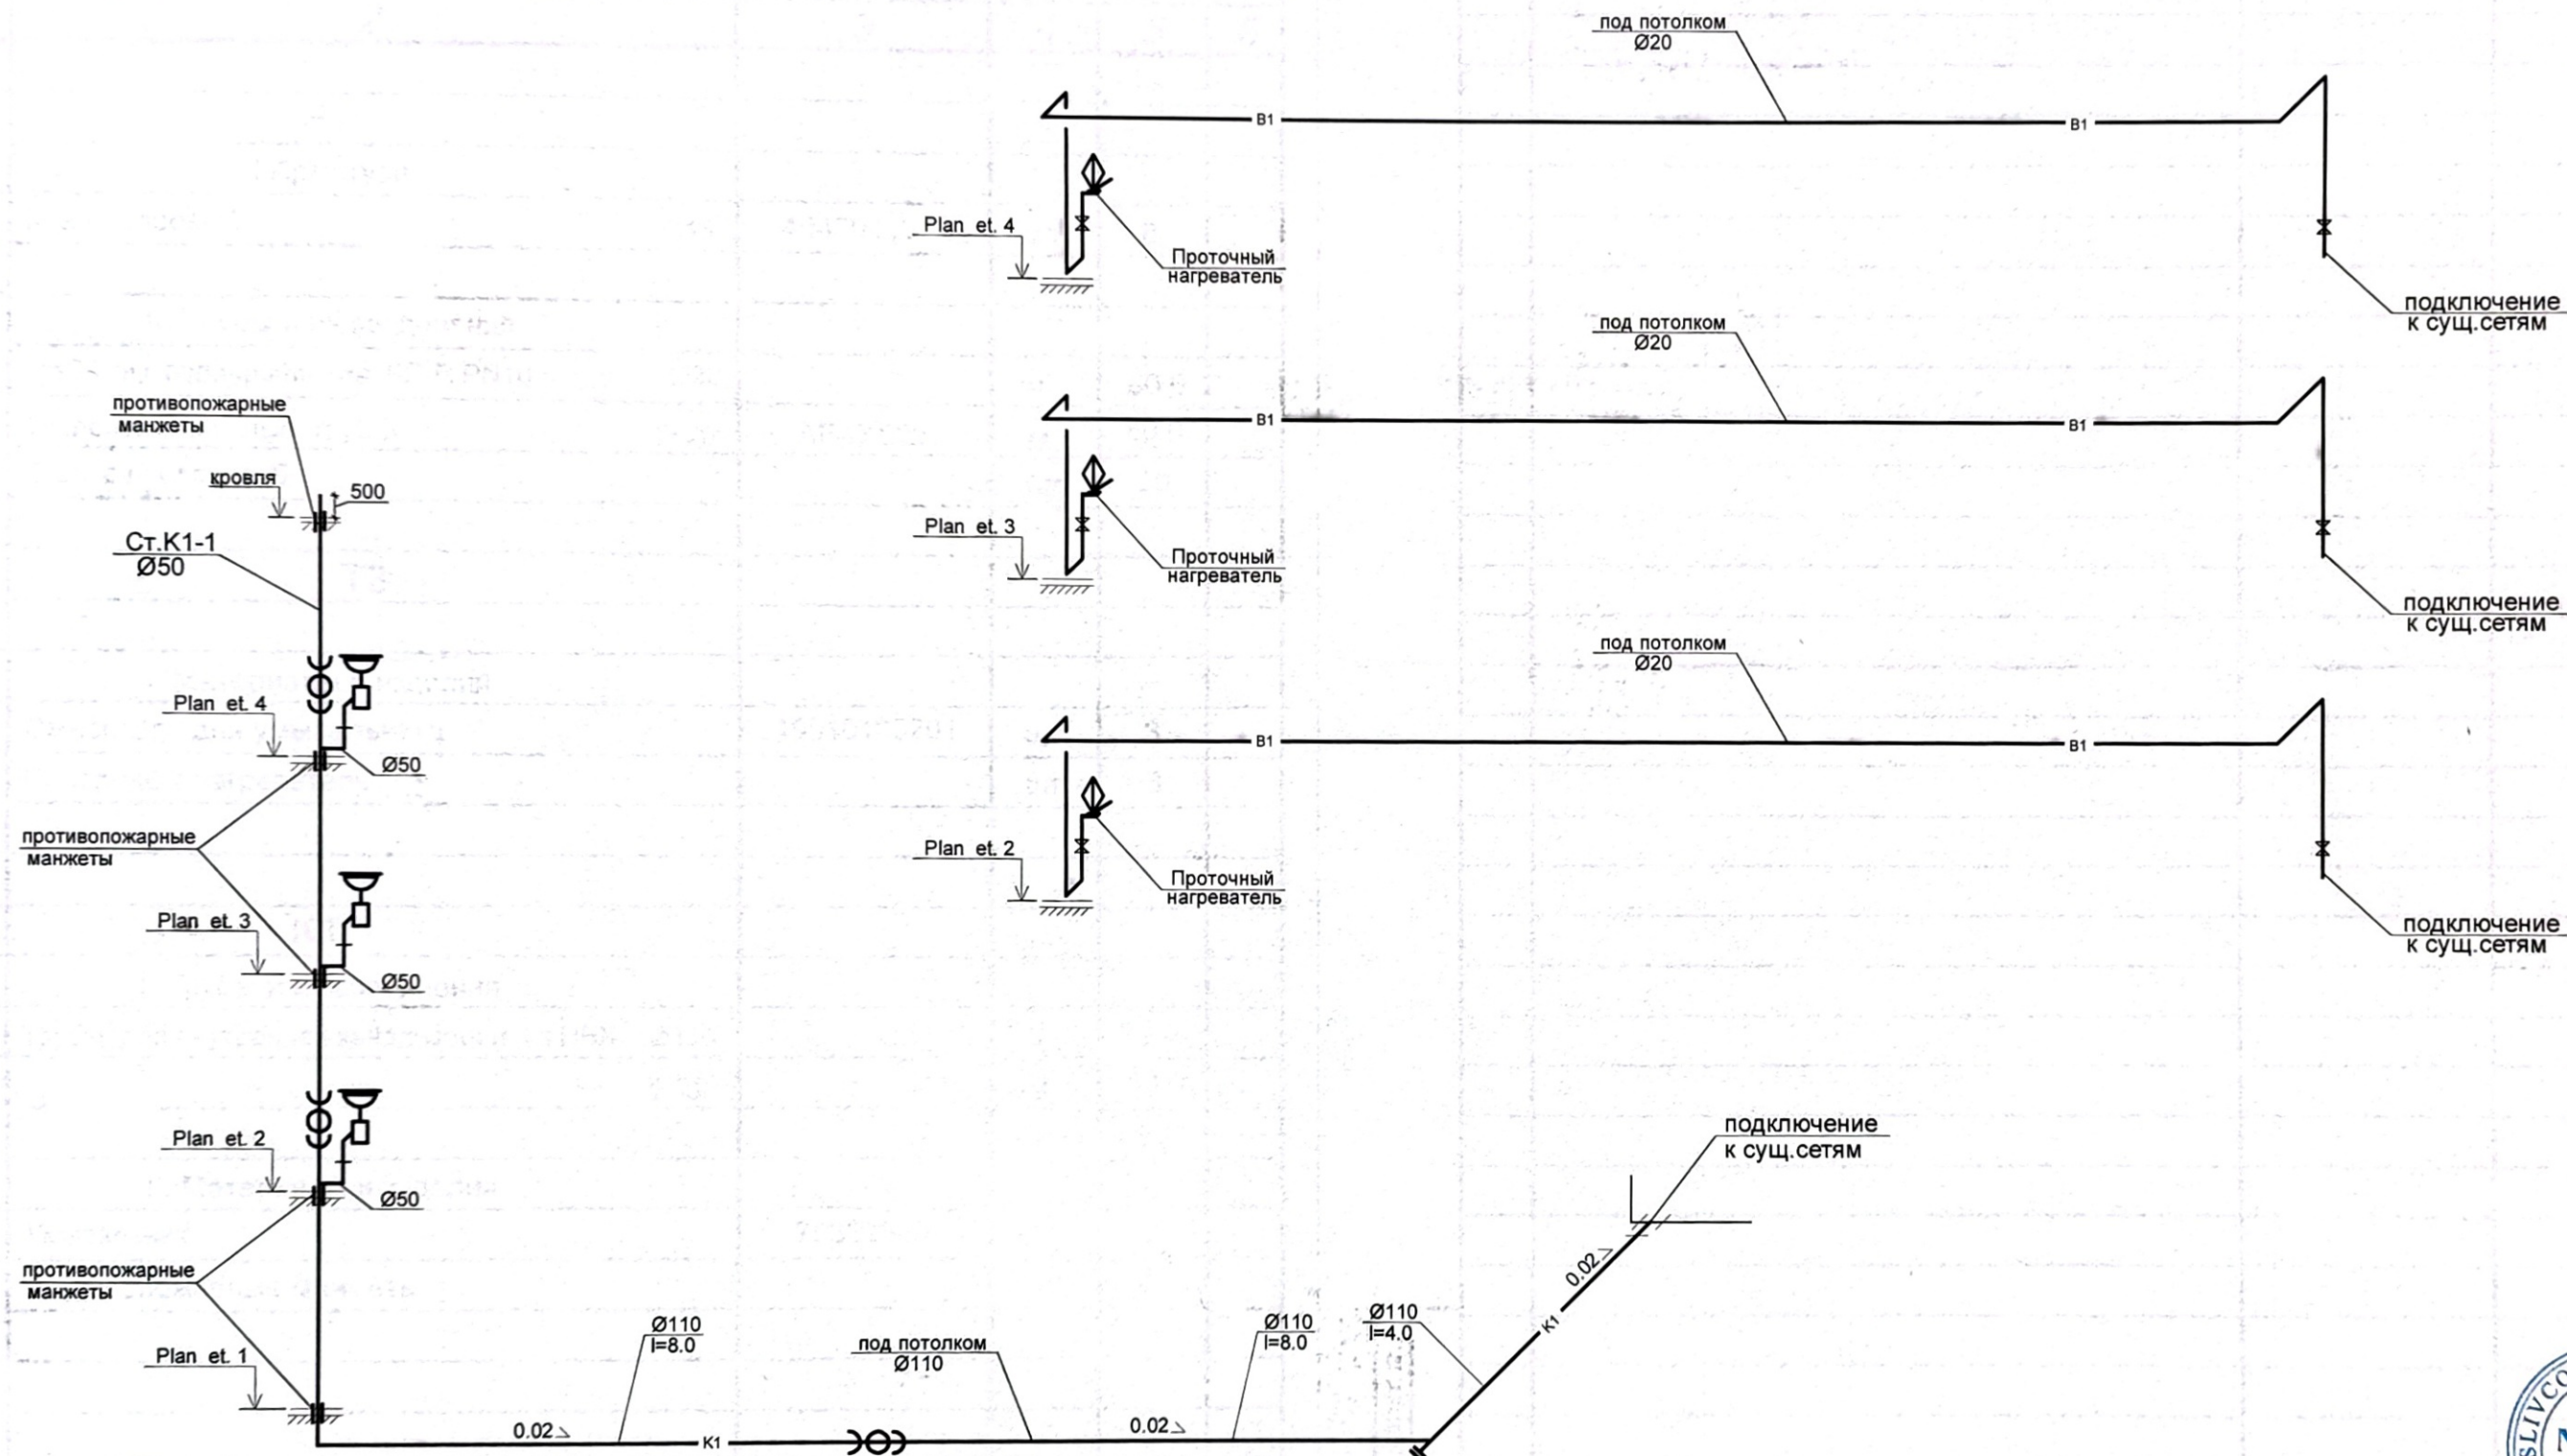 под потолком
Ø20
B1
B1
Plan et. 4
Проточный
нагреватель
подключение
к сущ.сетям
под потолком
Ø20
B1
B1
Plan et. 3
Проточный
нагреватель
подключение
к сущ.сетям
под потолком
Ø20
B1
B1
Plan et. 2
Проточный
нагреватель
подключение
к сущ.сетям
противопожарные
манжеты
кровля
500
Ст.К1-1
Ø50
Plan et. 4
Ø50
противопожарные
манжеты
Plan et. 3
Ø50
Plan et. 2
Ø50
противопожарные
манжеты
Plan et. 1
0.02
Ø110
l=8.0
K1
под потолком
Ø110
0.02
Ø110
l=8.0
Ø110
l=4.0
K1
0.02
подключение
к сущ.сетям